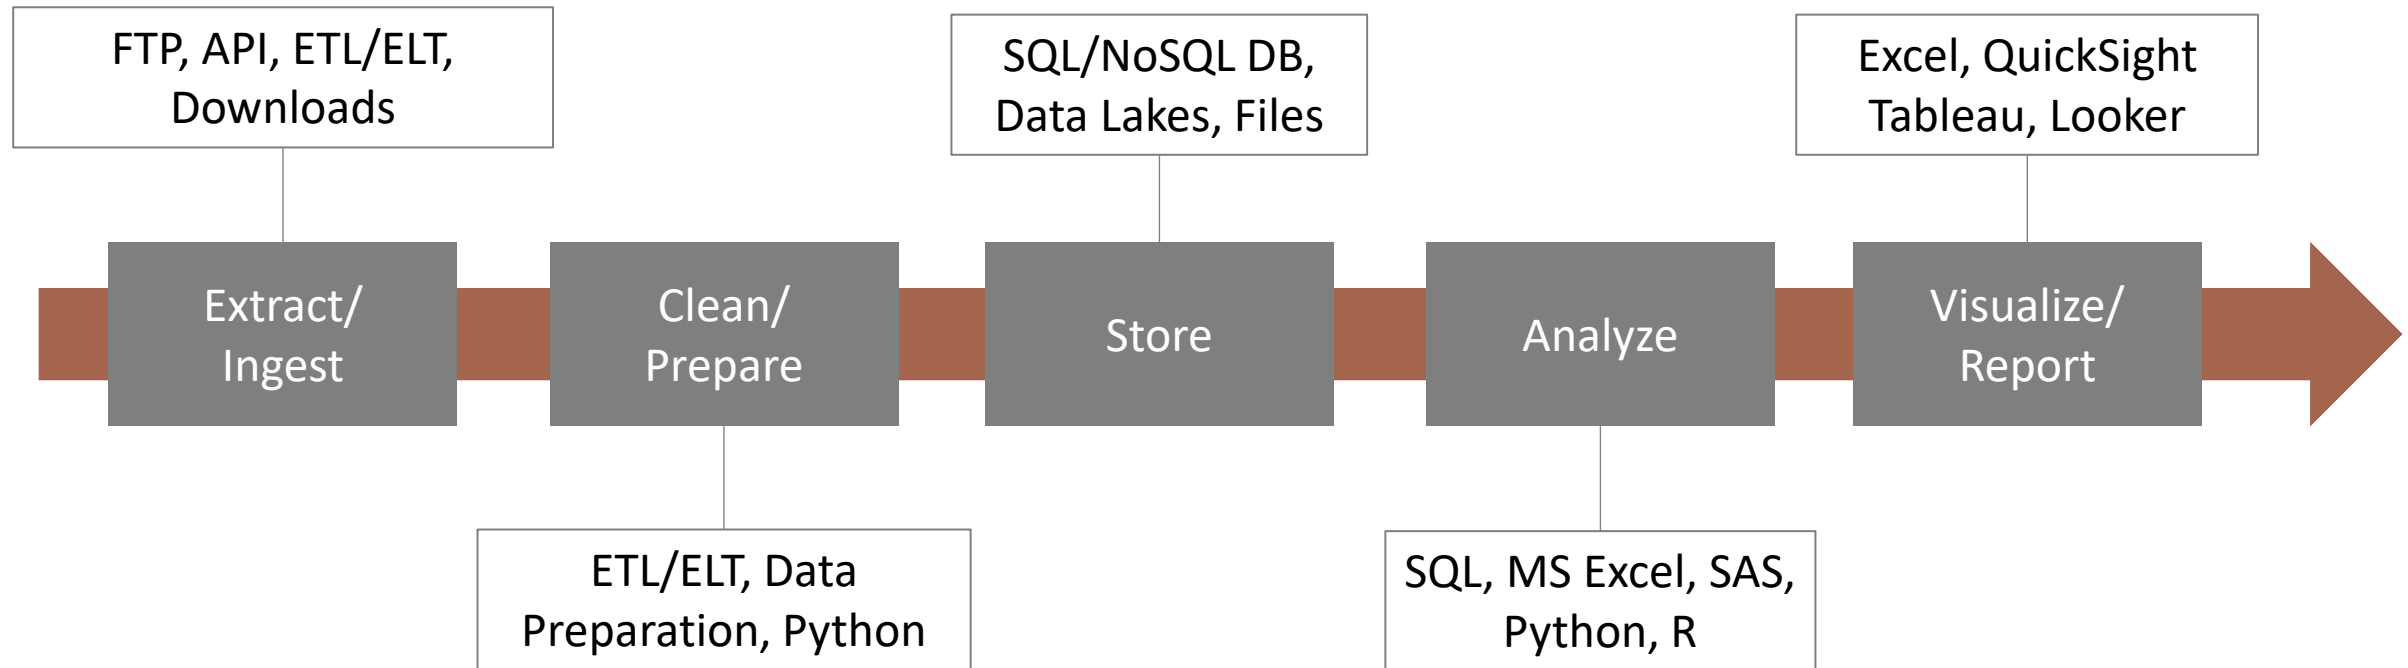 FTP, API, ETL/ELT,
Downloads
SQL/NoSQL DB,
Data Lakes, Files
Excel, QuickSight
Tableau, Looker
Extract/
Ingest
Clean/
Prepare
Store
Analyze
Visualize/
Report
ETL/ELT, Data
Preparation, Python
SQL, MS Excel, SAS,
Python, R